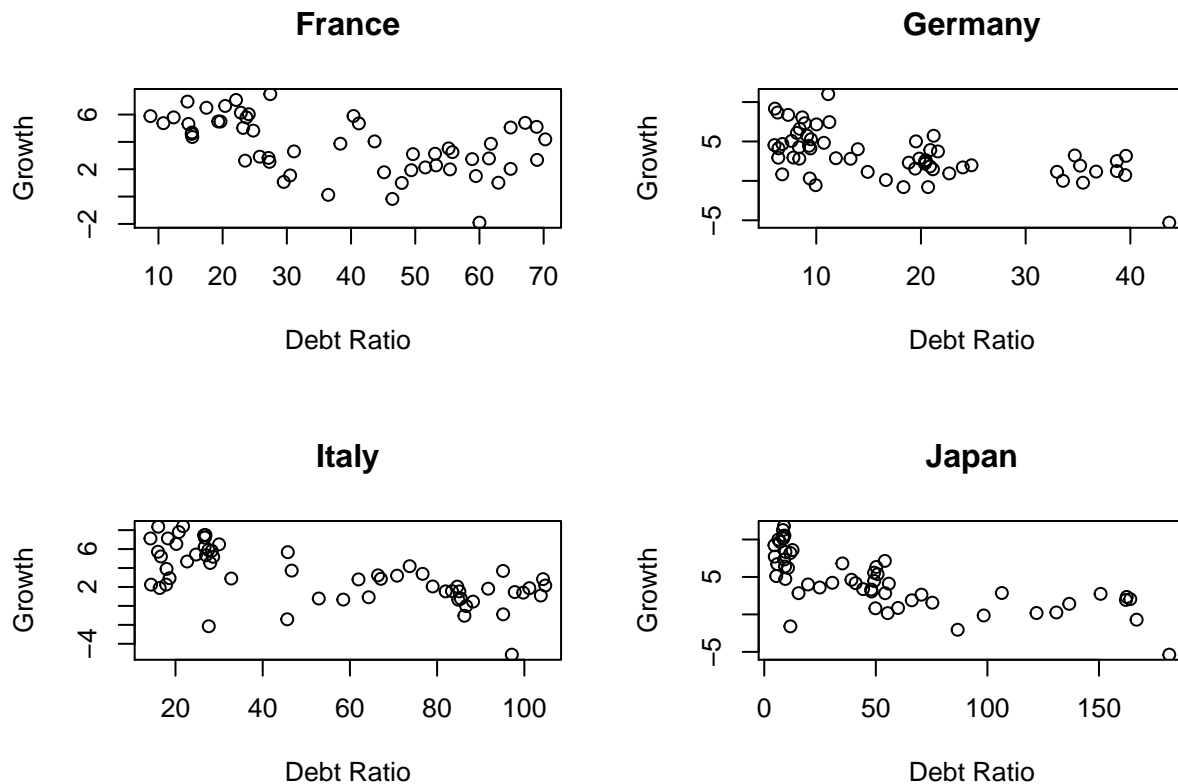 France
Growth
−2
2
6
10 20 30 40 50 60 70
Debt Ratio
Germany
Growth
−5
5
10 20 30 40
Debt Ratio
Italy
Growth
−4
2
6
20 40 60 80 100
Debt Ratio
Japan
Growth
−5
5
0 50 100 150
Debt Ratio